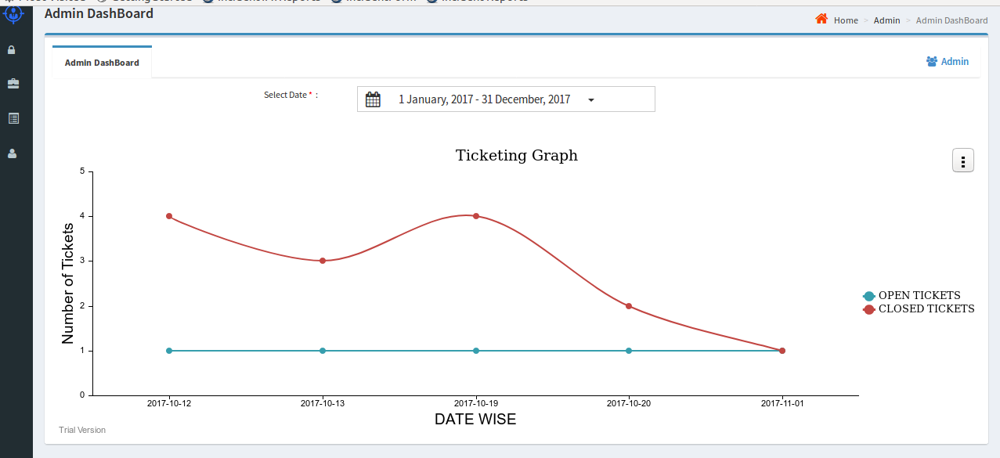 Admin DashBoard
Home > Admin > Admin DashBoard
Admin DashBoard
Admin
Select Date * :
1 January, 2017 - 31 December, 2017
Ticketing Graph
5
4
3
2
1
0
Number of Tickets
OPEN TICKETS
CLOSED TICKETS
2017-10-12 2017-10-13 2017-10-19 2017-10-20 2017-11-01
DATE WISE
Trial Version